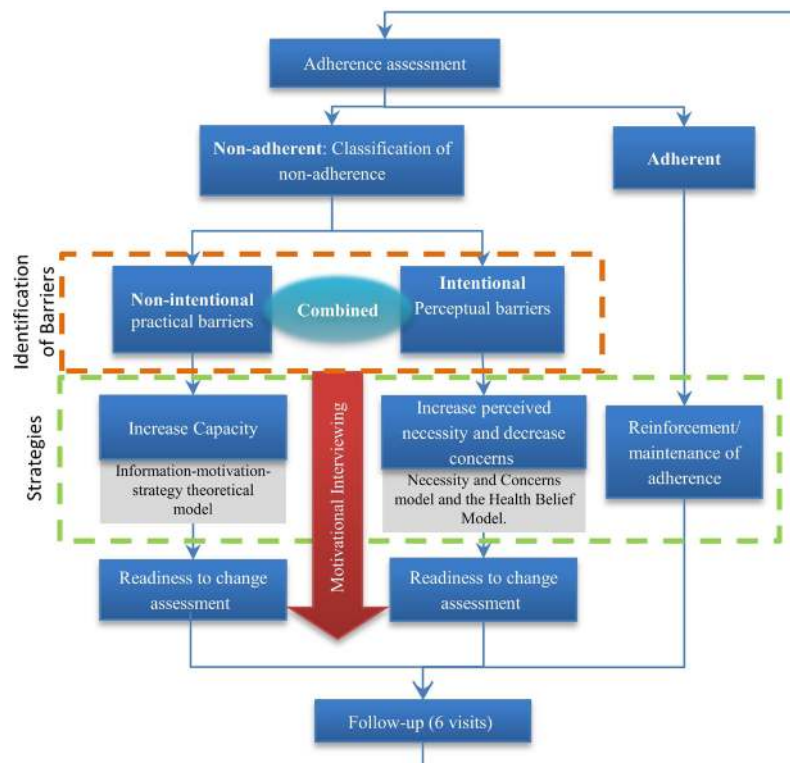 Adherence assessment
Non-adherent: Classification of
non-adherence
Adherent
Identification
of Barriers
Non-intentional
practical barriers
Combined
Intentional
Perceptual barriers
Strategies
Increase Capacity
Information-motivation-
strategy theoretical
model
Motivational Interviewing
Increase perceived
necessity and decrease
concerns
Necessity and Concerns
model and the Health Belief
Model.
Reinforcement/
maintenance of
adherence
Readiness to change
assessment
Readiness to change
assessment
Follow-up (6 visits)